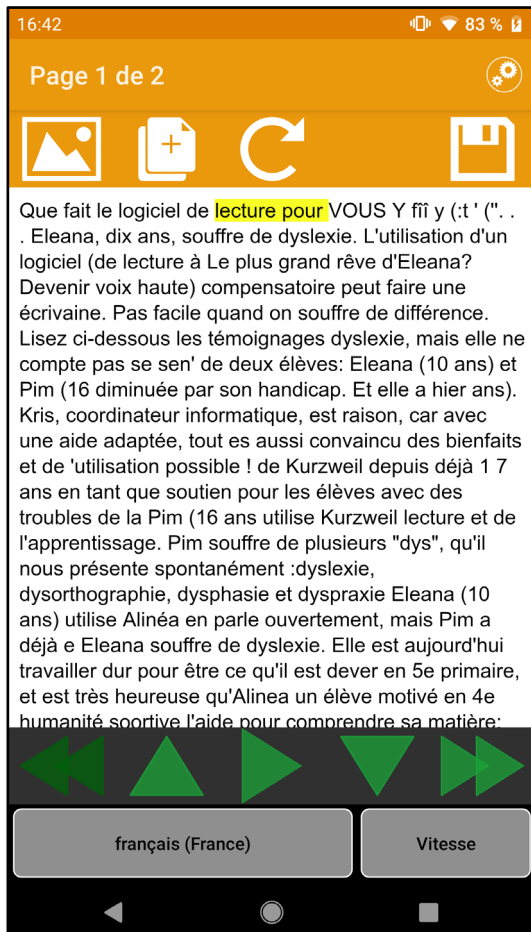 16:42
83 %
Page 1 de 2
Que fait le logiciel de lecture pour VOUS Y fîî y (:t ' (". .
. Eleana, dix ans, souffre de dyslexie. L'utilisation d'un
logiciel (de lecture à Le plus grand rêve d'Eleana?
Devenir voix haute) compensatoire peut faire une
écrivaine. Pas facile quand on souffre de différence.
Lisez ci-dessous les témoignages dyslexie, mais elle ne
compte pas se sen' de deux élèves: Eleana (10 ans) et
Pim (16 diminuée par son handicap. Et elle a hier ans).
Kris, coordinateur informatique, est raison, car avec
une aide adaptée, tout es aussi convaincu des bienfaits
et de 'utilisation possible ! de Kurzweil depuis déjà 1 7
ans en tant que soutien pour les élèves avec des
troubles de la Pim (16 ans utilise Kurzweil lecture et de
l'apprentissage. Pim souffre de plusieurs "dys", qu'il
nous présente spontanément :dyslexie,
dysorthographie, dysphasie et dyspraxie Eleana (10
ans) utilise Alinéa en parle ouvertement, mais Pim a
déjà e Eleana souffre de dyslexie. Elle est aujourd'hui
travailler dur pour être ce qu'il est dever en 5e primaire,
et est très heureuse qu'Alinea un élève motivé en 4e
humanité soortive l'aide pour comprendre sa matière:
français (France)
Vitesse